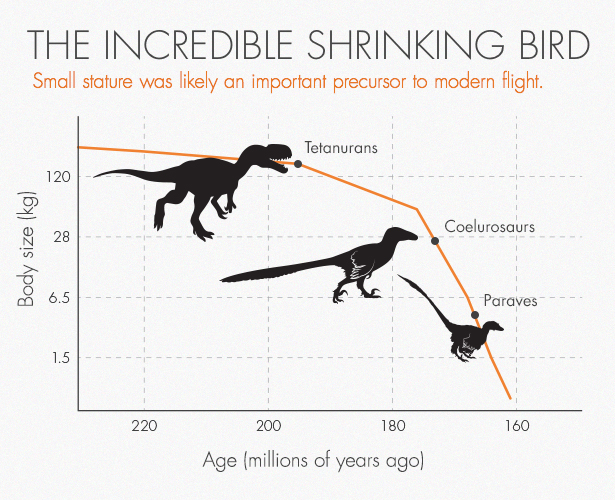 THE INCREDIBLE SHRINKING BIRD
Small stature was likely an important precursor to modern flight.
Tetanurans
120
Coelurosaurs
28
Body size (kg)
6.5
Paraves
1.5
220 200 180 160
Age (millions of years ago)